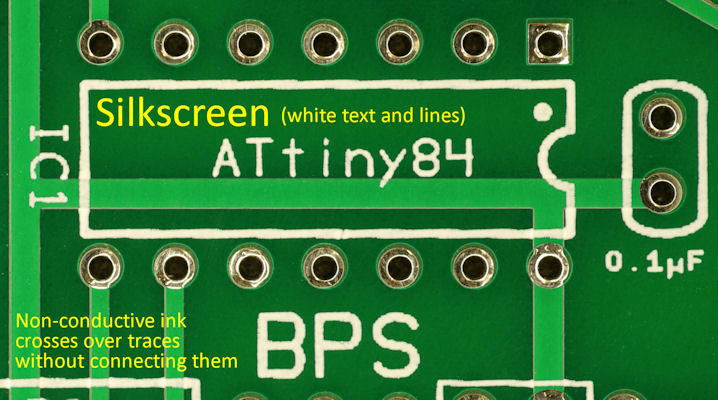 Silkscreen (white text and lines)
ATtiny84
IC1
0.1µF
Non-conductive ink
crosses over traces
without connecting them
BPS